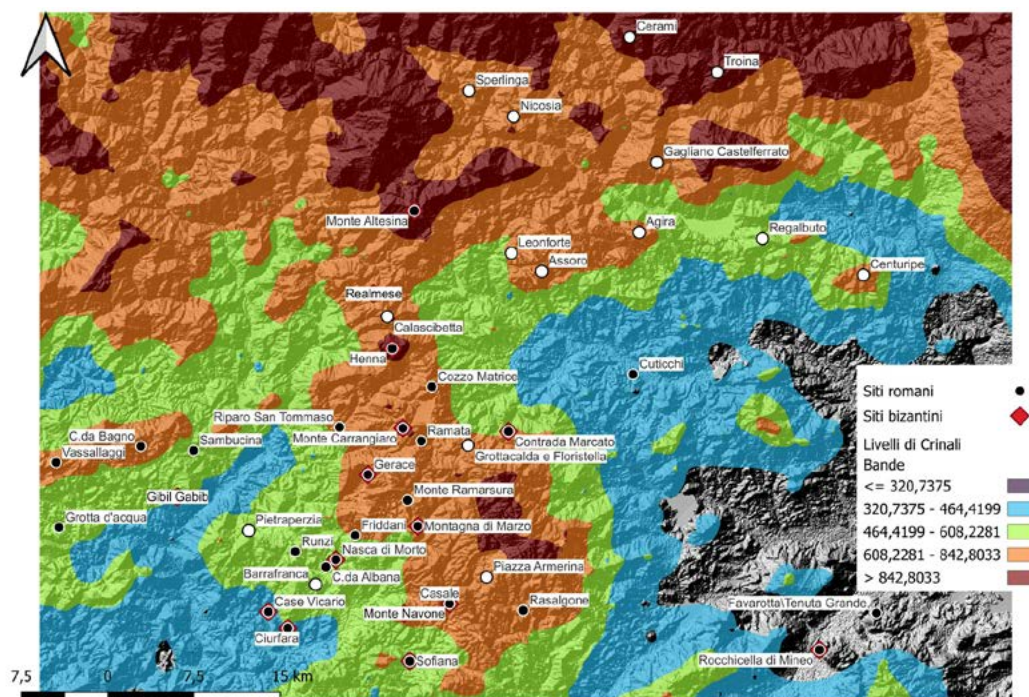 Cerami
Troina
Sperlinga
Nicosia
Gagliano Castelferrato
Monte Altesina
Agira
Regalbuto
Leonforte
Assoro
Centuripe
Realmese
Calascibetta
Henna
Cuticchi
Cozzo Matrice
Siti romani
Siti bizantini
Riparo San Tommaso
Ramata
Contrada Marcato
C.da Bagno
Sambucina
Monte Carrangiaro
Grottacalda e Floristella
Vassallaggi
Gerace
Livelli di Crinali
Bande
<= 320,7375
Gibil Gabib
Monte Ramarsura
320,7375 - 464,4199
Grotta d'acqua
Pietraperzia
Friddani
Montagna di Marzo
464,4199 - 608,2281
Runzi
Nasca di Morto
608,2281 - 842,8033
Barrafranca
C.da Albana
Piazza Armerina
> 842,8033
Case Vicario
Casale
Monte Navone
Rasalgone
Favarotta\Tenuta Grande
Ciurfara
Sofiana
Rocchicella di Mineo
7,5 0 7,5 15 km